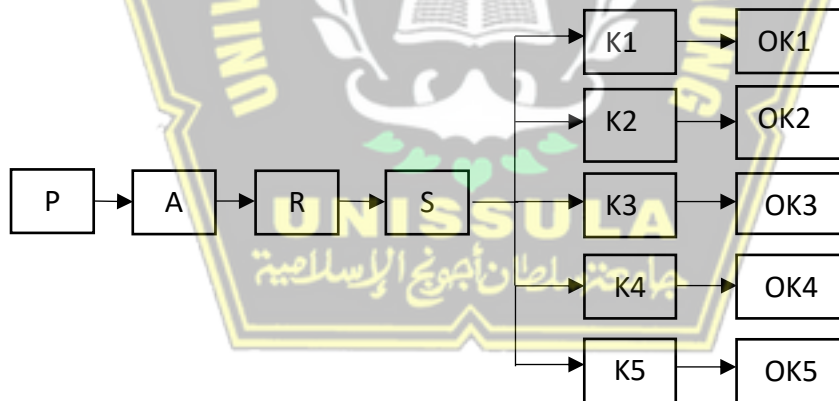 K1 OK1
K2 OK2
P A R S K3 OK3
K4 OK4
K5 OK5
UNISSULA
جامعة سلطان أجونج الإسلامية